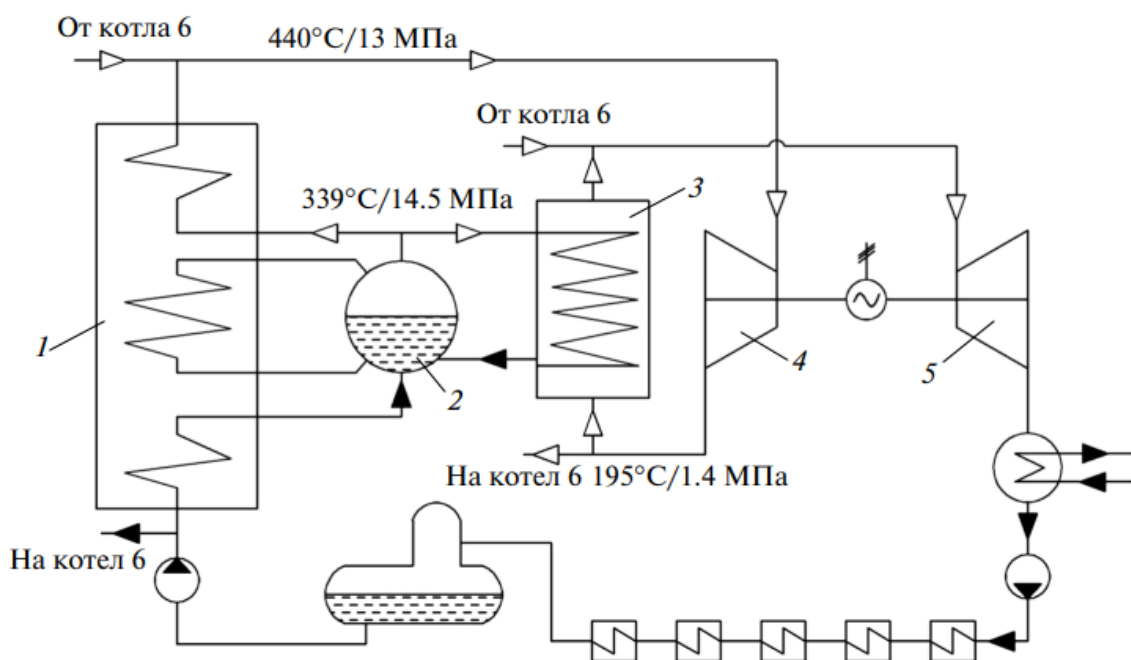 От котла 6
440°C/13 МПа
От котла 6
3
339°C/14.5 МПа
1
2
4
5
На котел 6 195°C/1.4 МПа
На котел 6